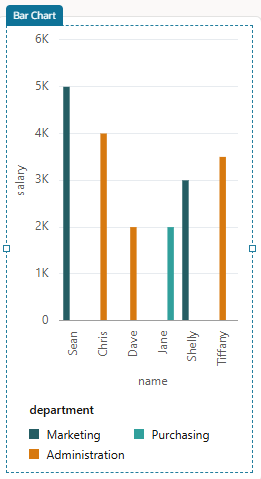 Bar Chart
6K
5K
4K
3K
2K
1K
0
salary
Sean
Chris
Dave
Jane
Shelly
Tiffany
name
department
Marketing Purchasing
Administration